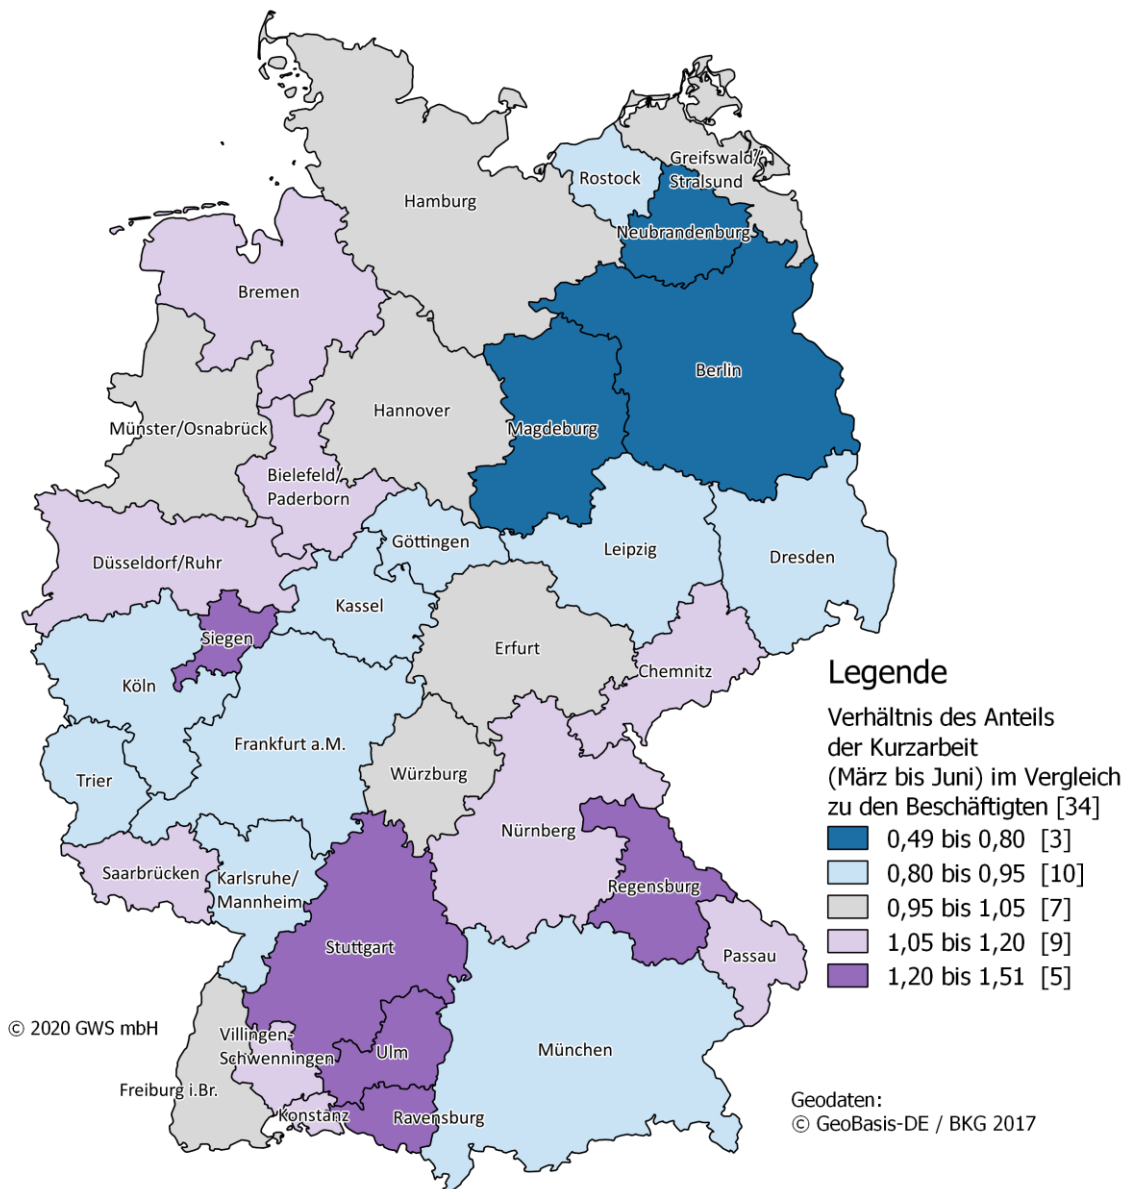 Hamburg
Rostock
Greifswald/
Stralsund
Neubrandenburg
Bremen
Berlin
Hannover
Magdeburg
Münster/Osnabrück
Bielefeld/
Paderborn
Göttingen
Leipzig
Dresden
Düsseldorf/Ruhr
Kassel
Siegen
Erfurt
Köln
Chemnitz
Frankfurt a.M.
Trier
Würzburg
Nürnberg
Saarbrücken
Karlsruhe/
Mannheim
Regensburg
Stuttgart
Passau
Villingen-
Schwenningen
Ulm
München
Freiburg i.Br.
Konstanz
Ravensburg
Legende
Verhältnis des Anteils
der Kurzarbeit
(März bis Juni) im Vergleich
zu den Beschäftigten [34]
0,49 bis 0,80 [3]
0,80 bis 0,95 [10]
0,95 bis 1,05 [7]
1,05 bis 1,20 [9]
1,20 bis 1,51 [5]
© 2020 GWS mbH
Geodaten:
© GeoBasis-DE / BKG 2017